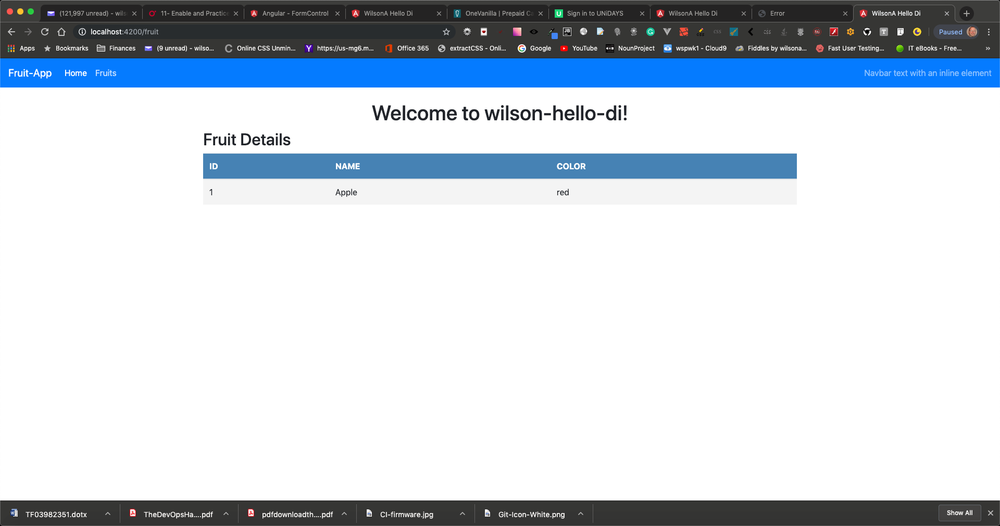 (121,997 unread) - wils
11- Enable and Practice
Angular - FormControl
WilsonA Hello Di
OneVanilla | Prepaid Ca
Sign in to UNiDAYS
WilsonA Hello Di
Error
WilsonA Hello Di
localhost:4200/fruit
Paused
Apps
Bookmarks
Finances
(9 unread) - wilso...
Online CSS Unmin...
https://us-mg6.m...
Office 365
extractCSS - Onli...
Google
YouTube
NounProject
wspwk1 - Cloud9
Fiddles by wilsona...
Fast User Testing...
IT eBooks - Free...
»
Fruit-App Home Fruits
Navbar text with an inline element
Welcome to wilson-hello-di!
Fruit Details
ID NAME COLOR
1 Apple red
TF03982351.dotx
TheDevOpsHa....pdf
pdfdownloadth....pdf
CI-firmware.jpg
Git-Icon-White.png
Show All